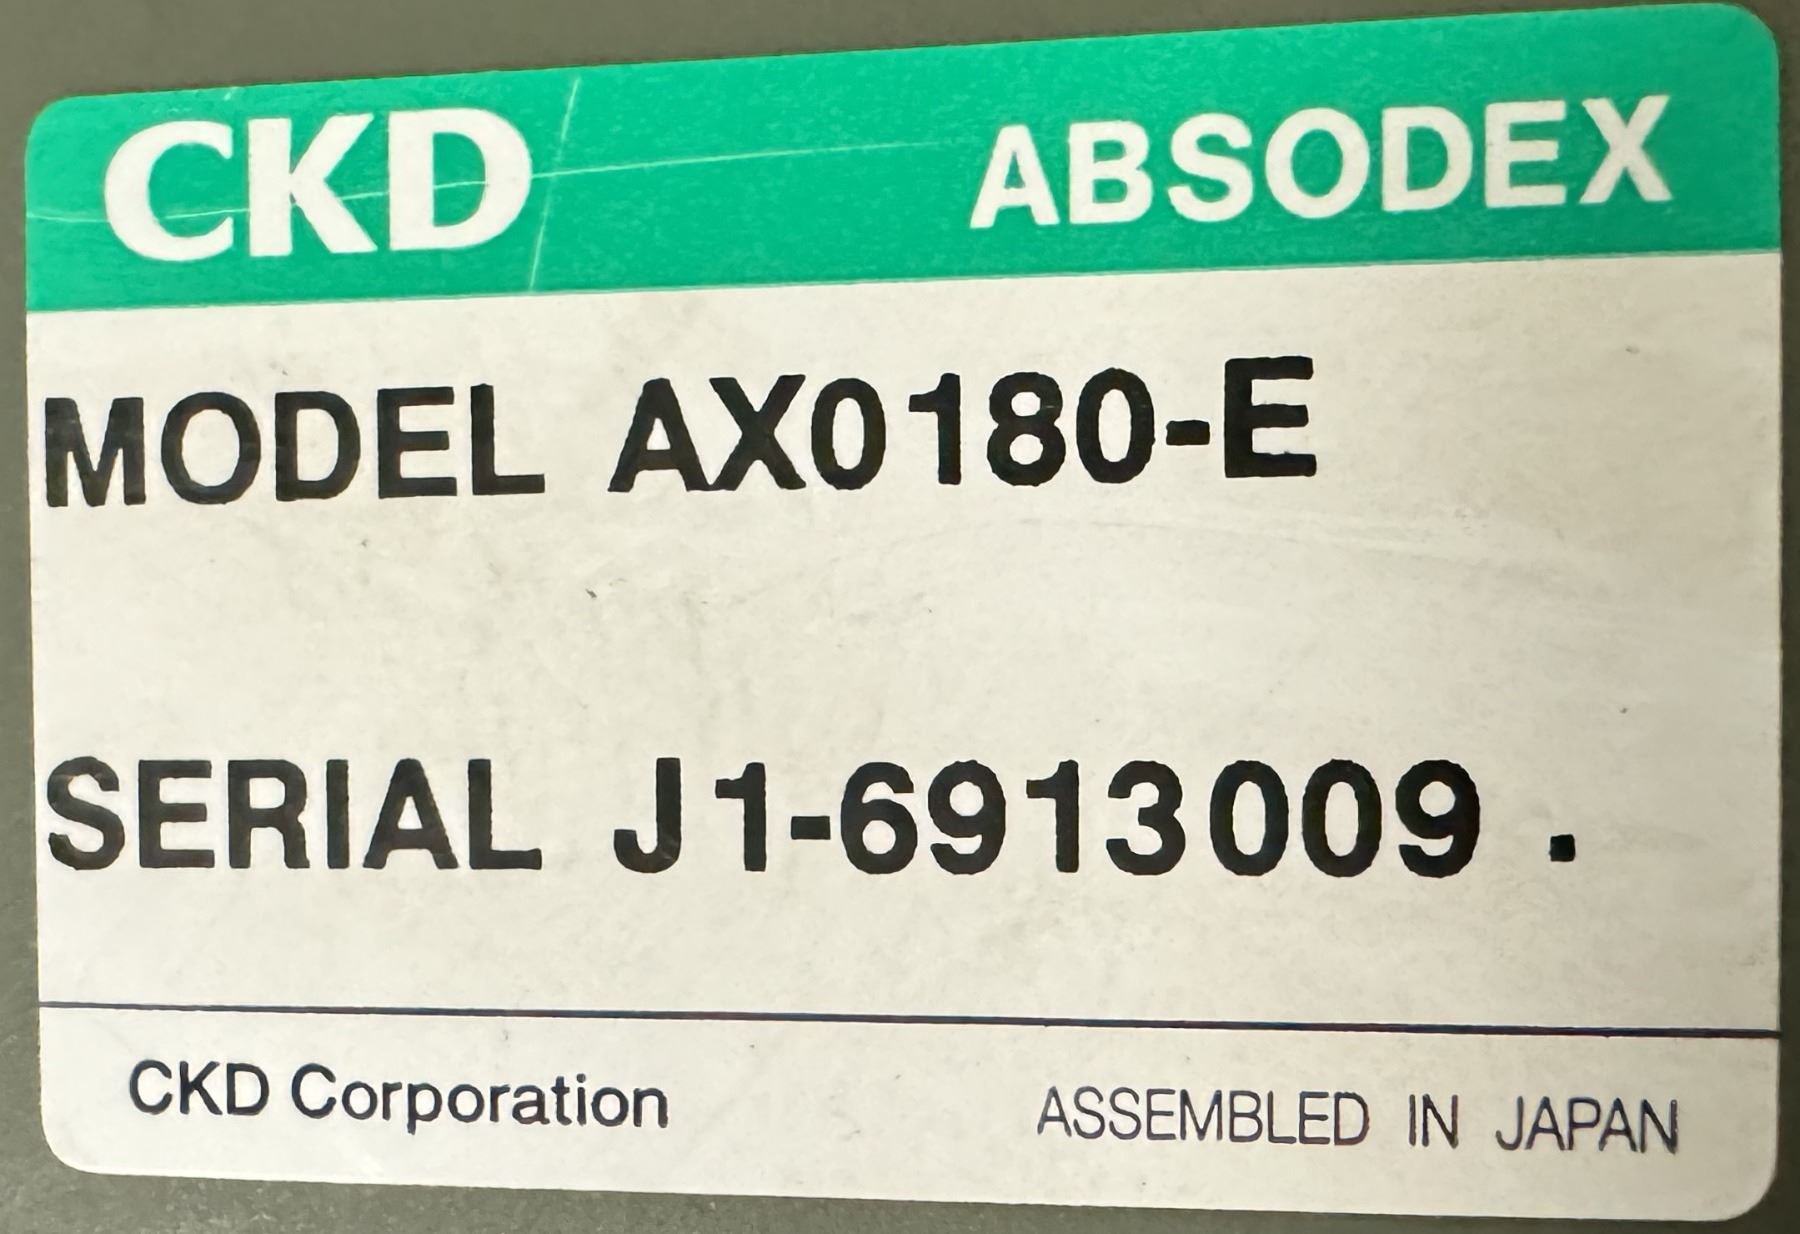 CKD ABSODEX
MODEL AX0180-E
SERIAL J1-6913009 .
CKD Corporation ASSEMBLED IN JAPAN